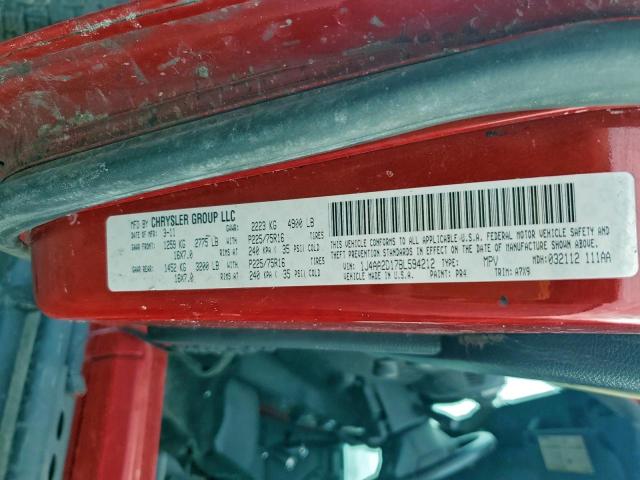 MFD BY CHRYSLER GROUP LLC
DATE OF MFR: 3-11 GVWR: 2223 KG 4900 LB
GAWR FRONT: 1259 KG 2775 LB WITH P225/75R16 TIRES
16X7.0 RIMS AT 240 KPA ( 35 PSI) COLD
GAWR REAR: 1452 KG 3200 LB WITH P225/75R16 TIRES
16X7.0 RIMS AT 240 KPA ( 35 PSI) COLD
THIS VEHICLE CONFORMS TO ALL APPLICABLE U.S.A. FEDERAL MOTOR VEHICLE SAFETY AND
THEFT PREVENTION STANDARDS IN EFFECT ON THE DATE OF MANUFACTURE SHOWN ABOVE.
VIN: 1J4AA2D17BL594212 TYPE: MPV MDH: 032112 111AA
VEHICLE MADE IN U.S.A. PAINT: PR4 TRIM: A7X9